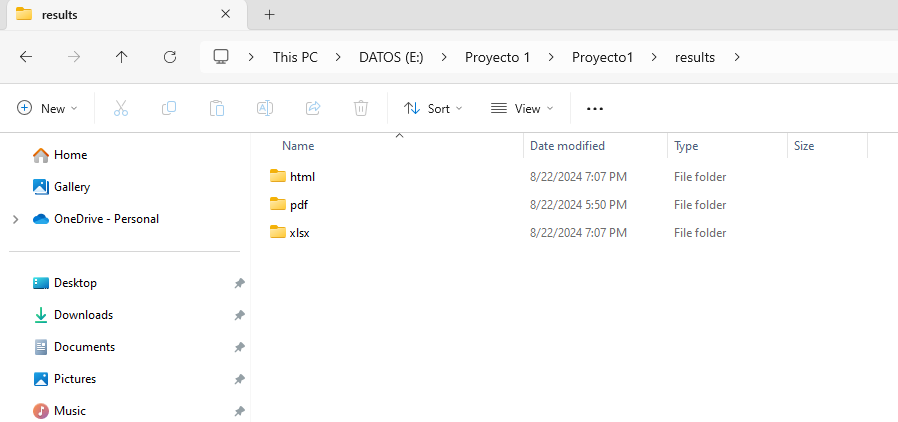 results
This PC > DATOS (E:) > Proyecto 1 > Proyecto1 > results >
New Sort View
Name Date modified Type Size
Home
Gallery
OneDrive - Personal
Desktop
Downloads
Documents
Pictures
Music
html 8/22/2024 7:07 PM File folder
pdf 8/22/2024 5:50 PM File folder
xlsx 8/22/2024 7:07 PM File folder